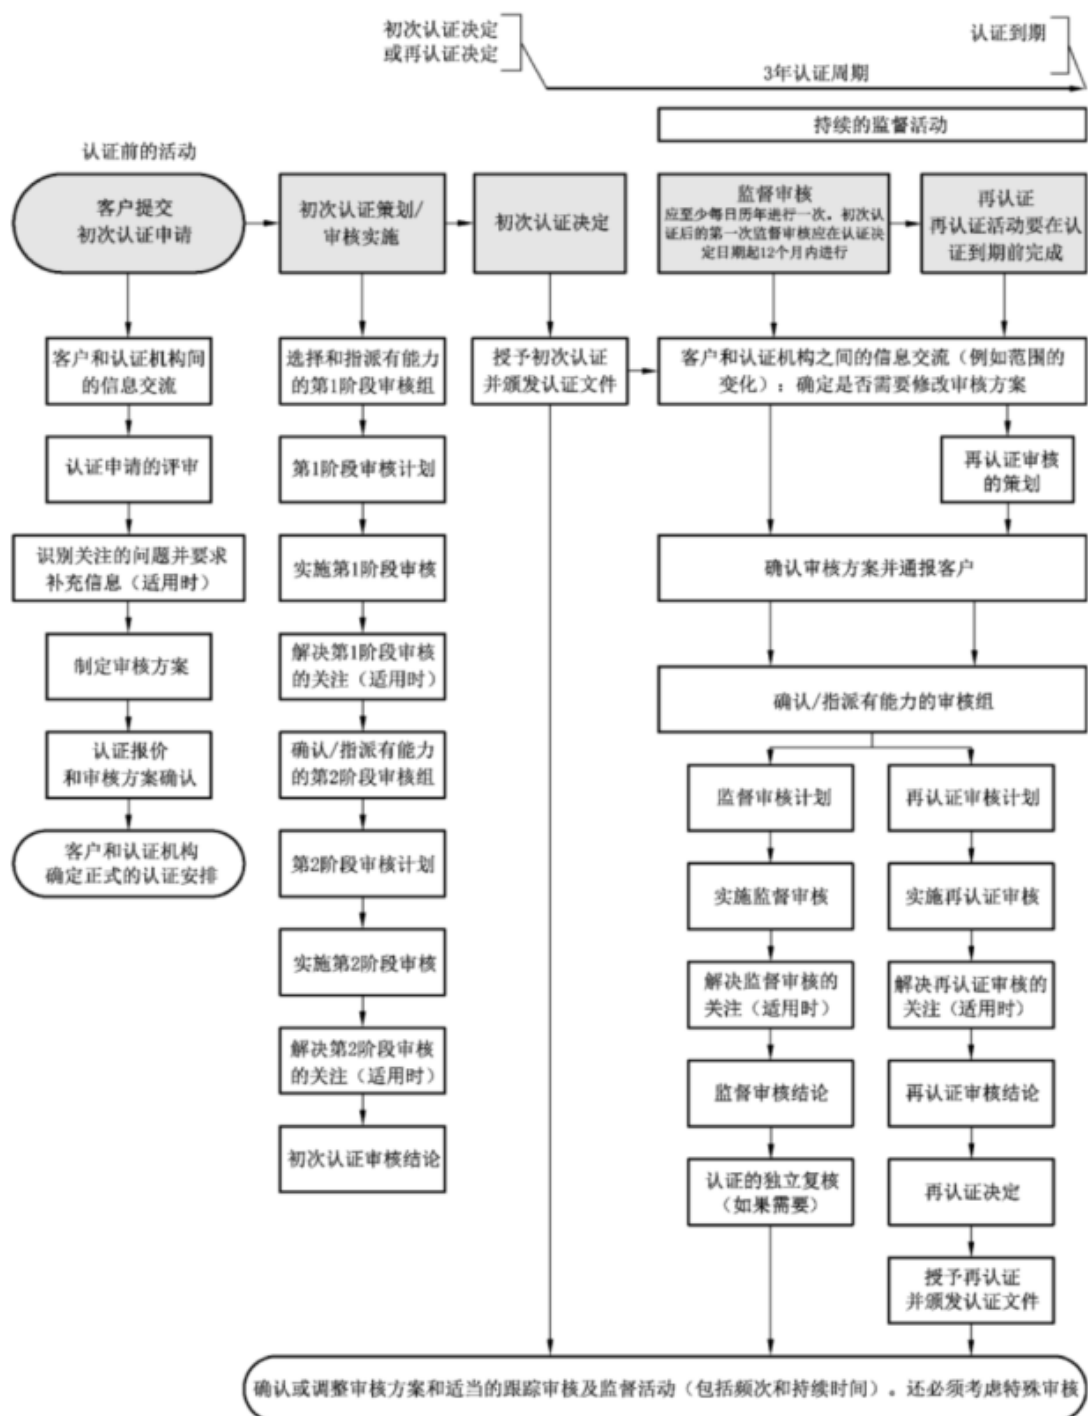 初次认证决定
或再认证决定
认证到期
3年认证周期
持续的监督活动
认证前的活动
客户提交
初次认证申请
初次认证策划/
审核实施
初次认证决定
监督审核
应至少每日历年进行一次。初次认
证后的第一次监督审核应在认证决
定日期起12个月内进行
再认证
再认证活动要在认
证到期前完成
客户和认证机构间
的信息交流
认证申请的评审
识别关注的问题并要求
补充信息（适用时）
制定审核方案
认证报价
和审核方案确认
客户和认证机构
确定正式的认证安排
选择和指派有能力
的第1阶段审核组
第1阶段审核计划
实施第1阶段审核
解决第1阶段审核
的关注（适用时）
确认/指派有能力
的第2阶段审核组
第2阶段审核计划
实施第2阶段审核
解决第2阶段审核
的关注（适用时）
初次认证审核结论
授予初次认证
并颁发认证文件
客户和认证机构之间的信息交流（例如范围的
变化）：确定是否需要修改审核方案
再认证审核
的策划
确认审核方案并通报客户
确认/指派有能力的审核组
监督审核计划
实施监督审核
解决监督审核的
关注（适用时）
监督审核结论
认证的独立复核
（如果需要）
再认证审核计划
实施再认证审核
解决再认证审核的
关注（适用时）
再认证审核结论
再认证决定
授予再认证
并颁发认证文件
确认或调整审核方案和适当的跟踪审核及监督活动（包括频次和持续时间）。还必须考虑特殊审核